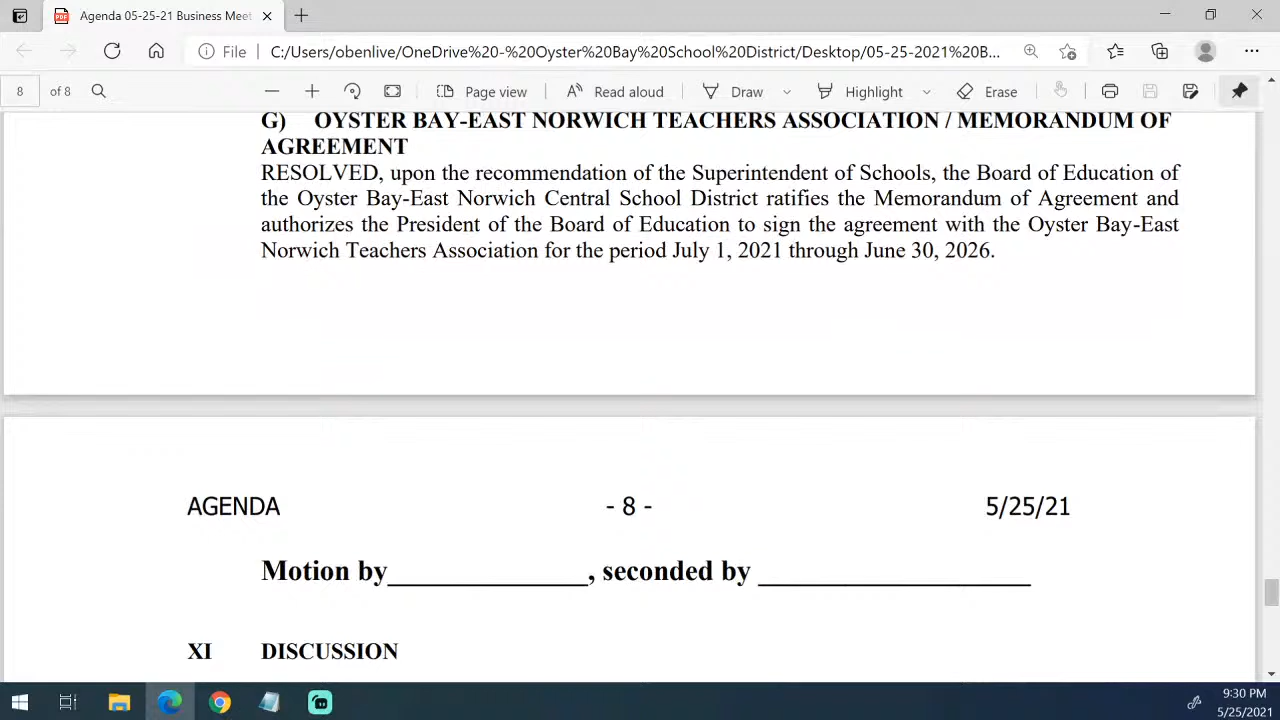 Agenda 05-25-21 Business Meet
File C:/Users/obenlive/OneDrive%20-%20Oyster%20Bay%20School%20District/Desktop/05-25-2021%20B...
8 of 8 Page view Read aloud Draw Highlight Erase
G) OYSTER BAY-EAST NORWICH TEACHERS ASSOCIATION / MEMORANDUM OF
AGREEMENT
RESOLVED, upon the recommendation of the Superintendent of Schools, the Board of Education of
the Oyster Bay-East Norwich Central School District ratifies the Memorandum of Agreement and
authorizes the President of the Board of Education to sign the agreement with the Oyster Bay-East
Norwich Teachers Association for the period July 1, 2021 through June 30, 2026.
AGENDA - 8 - 5/25/21
Motion by______________, seconded by ___________________
XI DISCUSSION
9:30 PM
5/25/2021